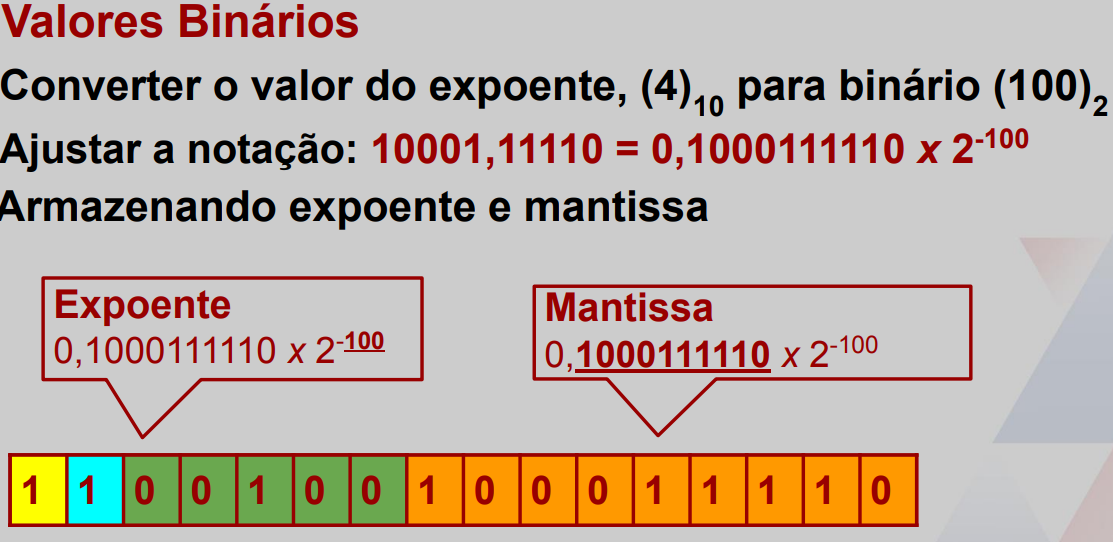 Valores Binários
Converter o valor do expoente, (4)₁₀ para binário (100)₂
Ajustar a notação: 10001,11110 = 0,1000111110 x 2⁻¹⁰⁰
Armazenando expoente e mantissa
Expoente
0,1000111110 x 2⁻¹⁰⁰
Mantissa
0,1000111110 x 2⁻¹⁰⁰
1 1 0 0 1 0 0 1 0 0 0 1 1 1 1 0